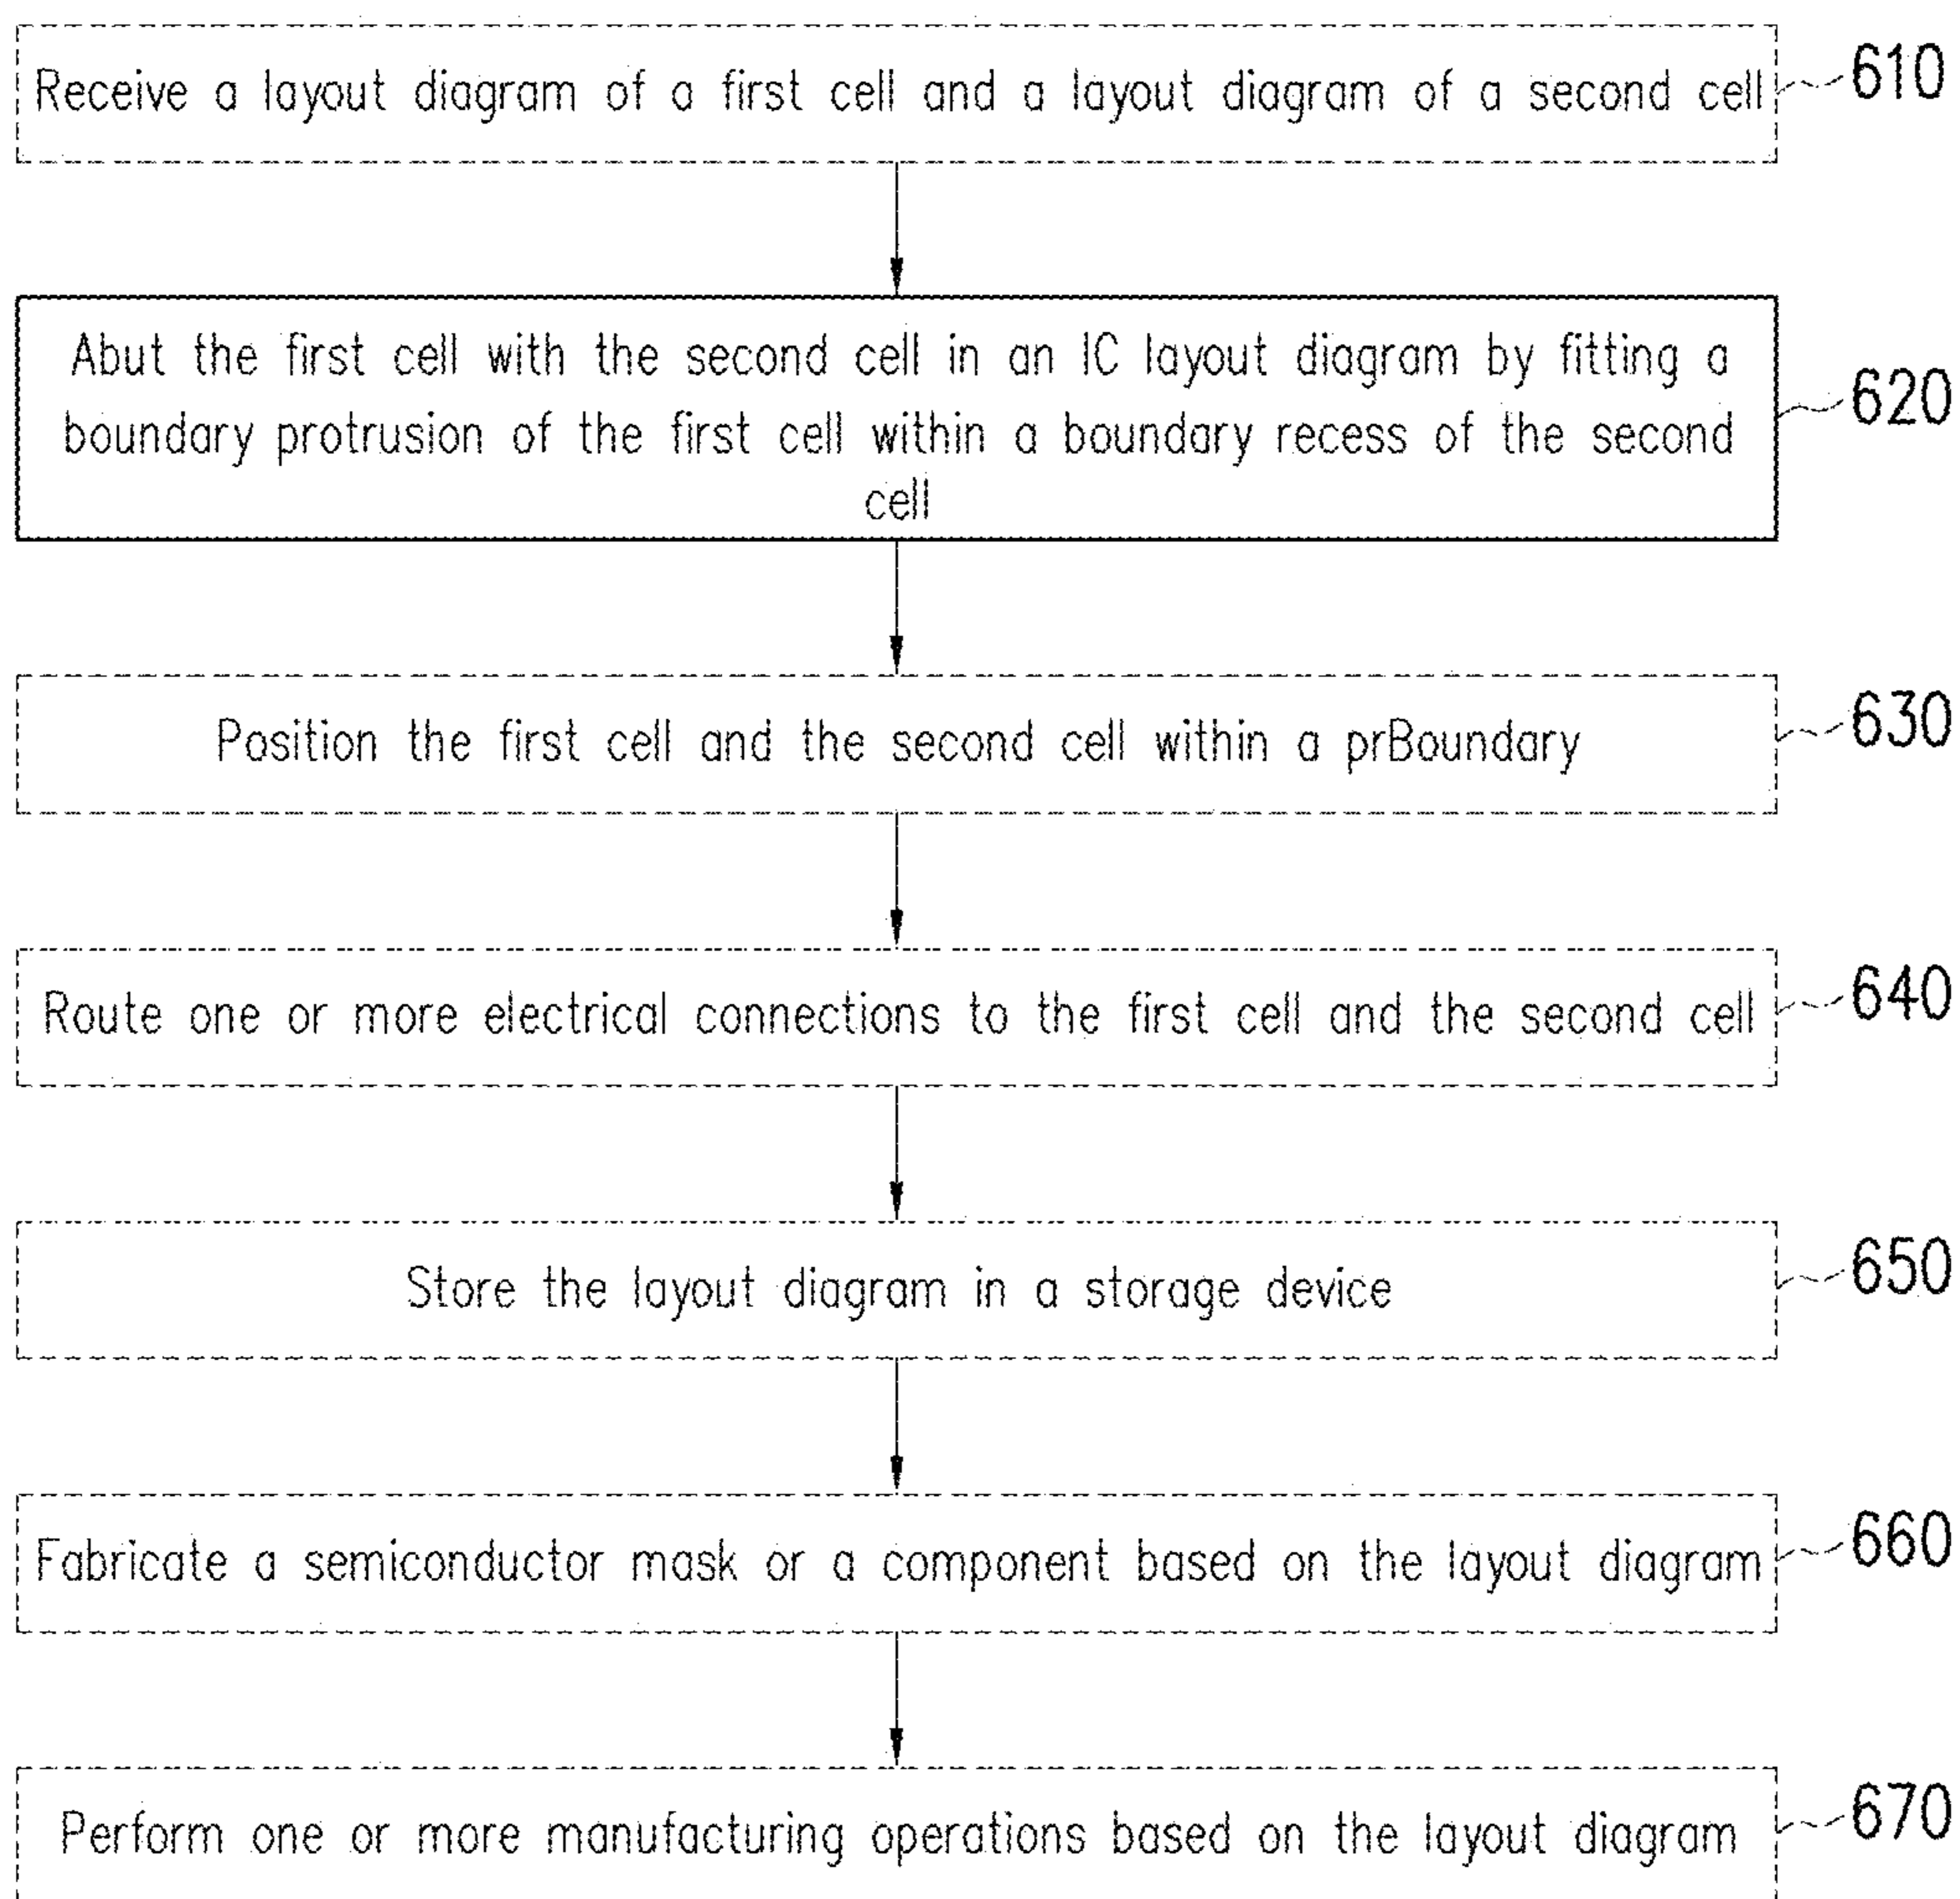 Receive a layout diagram of a first cell and a layout diagram of a second cell
610
Abut the first cell with the second cell in an IC layout diagram by fitting a
boundary protrusion of the first cell within a boundary recess of the second
cell
620
Position the first cell and the second cell within a prBoundary
630
Route one or more electrical connections to the first cell and the second cell
640
Store the layout diagram in a storage device
650
Fabricate a semiconductor mask or a component based on the layout diagram
660
Perform one or more manufacturing operations based on the layout diagram
670